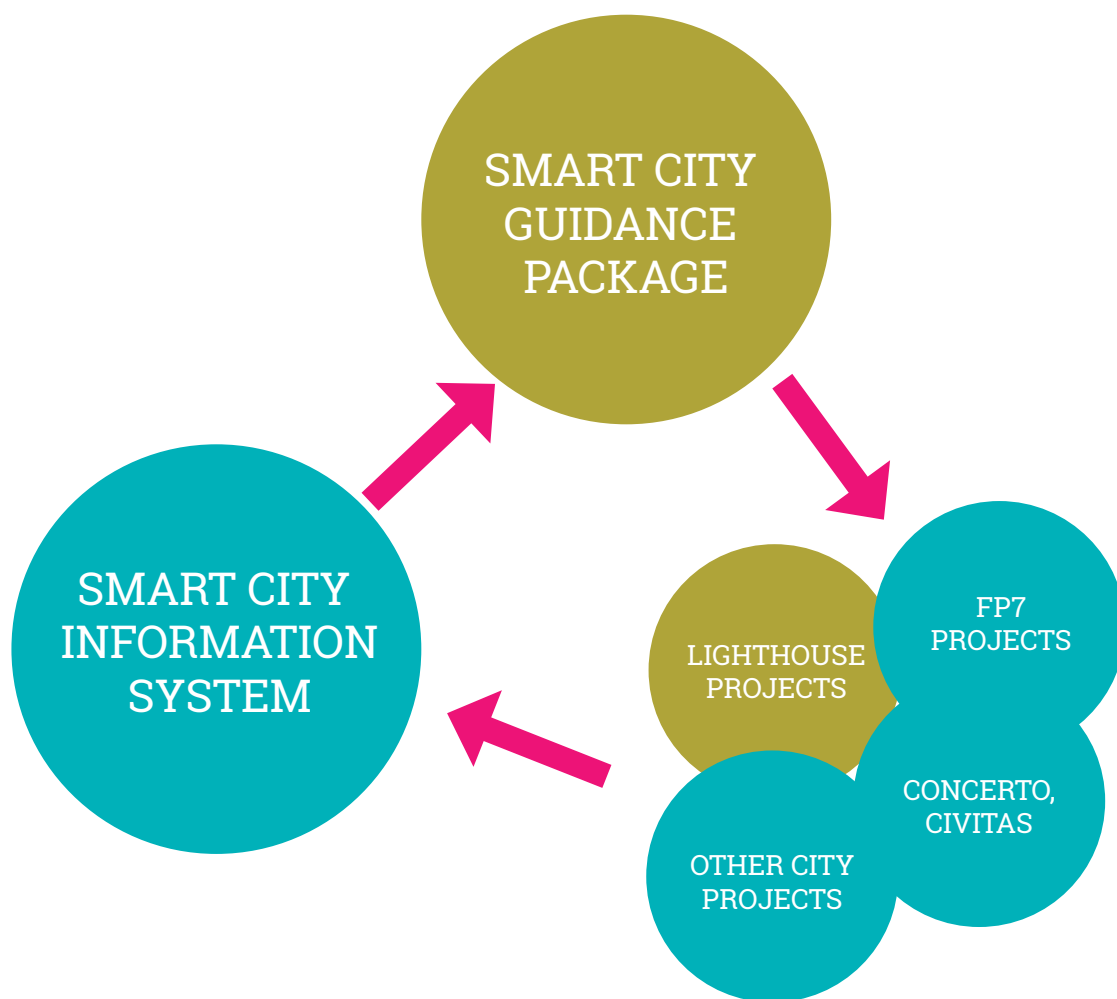 SMART CITY
GUIDANCE
PACKAGE
SMART CITY
INFORMATION
SYSTEM
LIGHTHOUSE
PROJECTS
FP7
PROJECTS
CONCERTO,
CIVITAS
OTHER CITY
PROJECTS